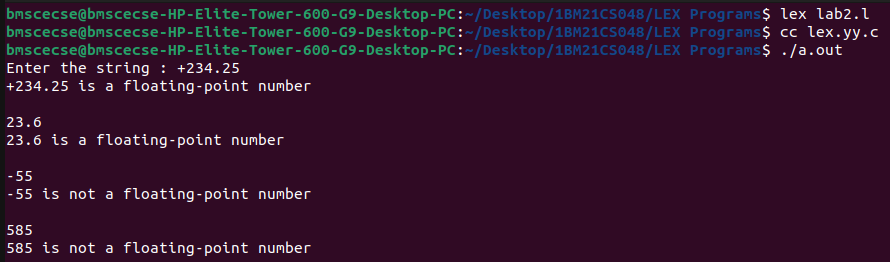 bmscecse@bmscecse-HP-Elite-Tower-600-G9-Desktop-PC:~/Desktop/1BM21CS048/LEX Programs$ lex lab2.l
bmscecse@bmscecse-HP-Elite-Tower-600-G9-Desktop-PC:~/Desktop/1BM21CS048/LEX Programs$ cc lex.yy.c
bmscecse@bmscecse-HP-Elite-Tower-600-G9-Desktop-PC:~/Desktop/1BM21CS048/LEX Programs$ ./a.out
Enter the string : +234.25
+234.25 is a floating-point number
23.6
23.6 is a floating-point number
-55
-55 is not a floating-point number
585
585 is not a floating-point number